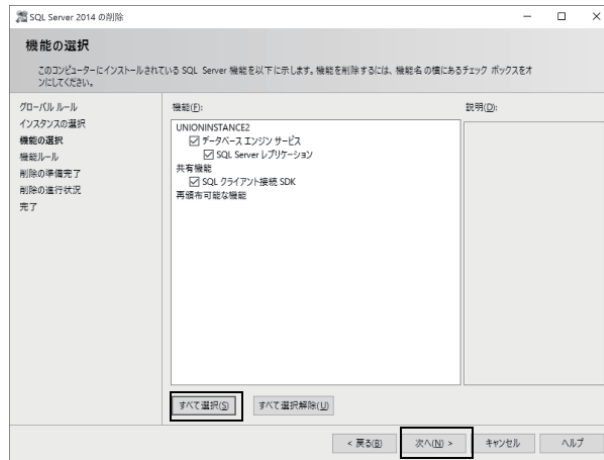 SQL Server 2014 の削除
機能の選択
このコンピューターにインストールされている SQL Server 機能を以下に示します。機能を削除するには、機能名の横にあるチェック ボックスをオ
ンにしてください。
グローバル ルール
インスタンスの選択
機能の選択
機能ルール
削除の準備完了
削除の進行状況
完了
機能(F):
UNIONINSTANCE2
データベース エンジン サービス
SQL Server レプリケーション
共有機能
SQL クライアント接続 SDK
再頒布可能な機能
説明(D):
すべて選択(S)
すべて選択解除(U)
< 戻る(B)
次へ(N) >
キャンセル
ヘルプ